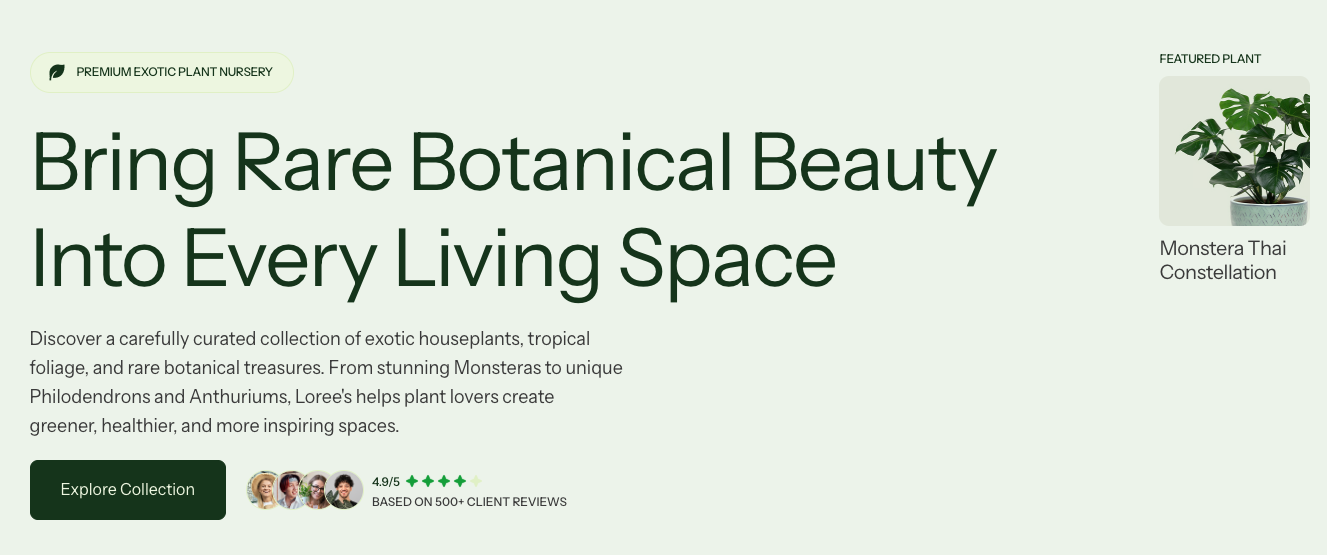 PREMIUM EXOTIC PLANT NURSERY
Bring Rare Botanical Beauty
Into Every Living Space
Discover a carefully curated collection of exotic houseplants, tropical
foliage, and rare botanical treasures. From stunning Monsteras to unique
Philodendrons and Anthuriums, Loree's helps plant lovers create
greener, healthier, and more inspiring spaces.
Explore Collection
4.9/5
BASED ON 500+ CLIENT REVIEWS
FEATURED PLANT
Monstera Thai
Constellation